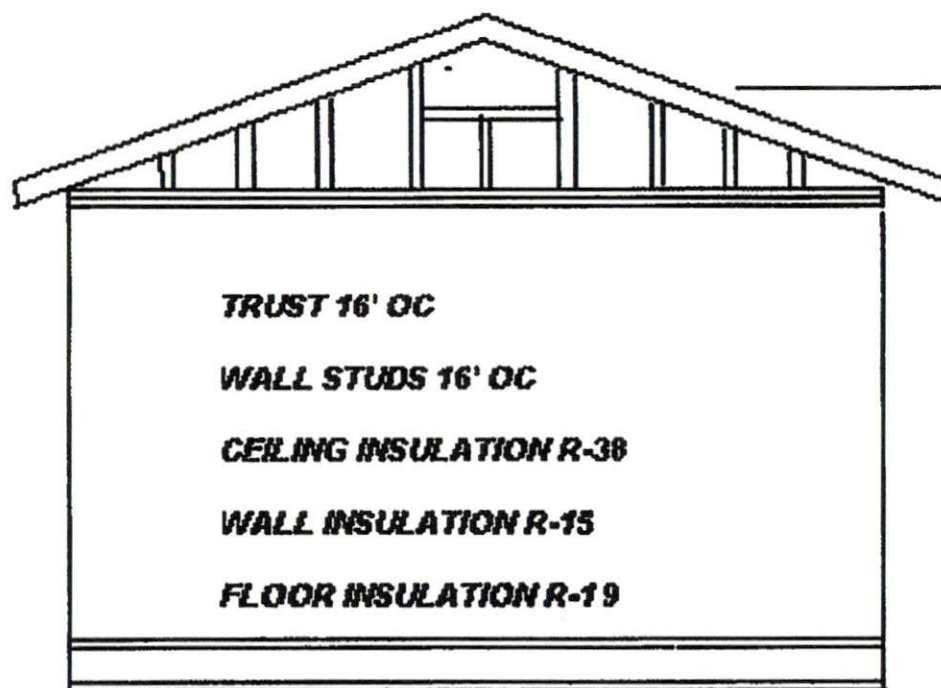 TRUST 16' OC
WALL STUDS 16' OC
CEILING INSULATION R-38
WALL INSULATION R-15
FLOOR INSULATION R-19